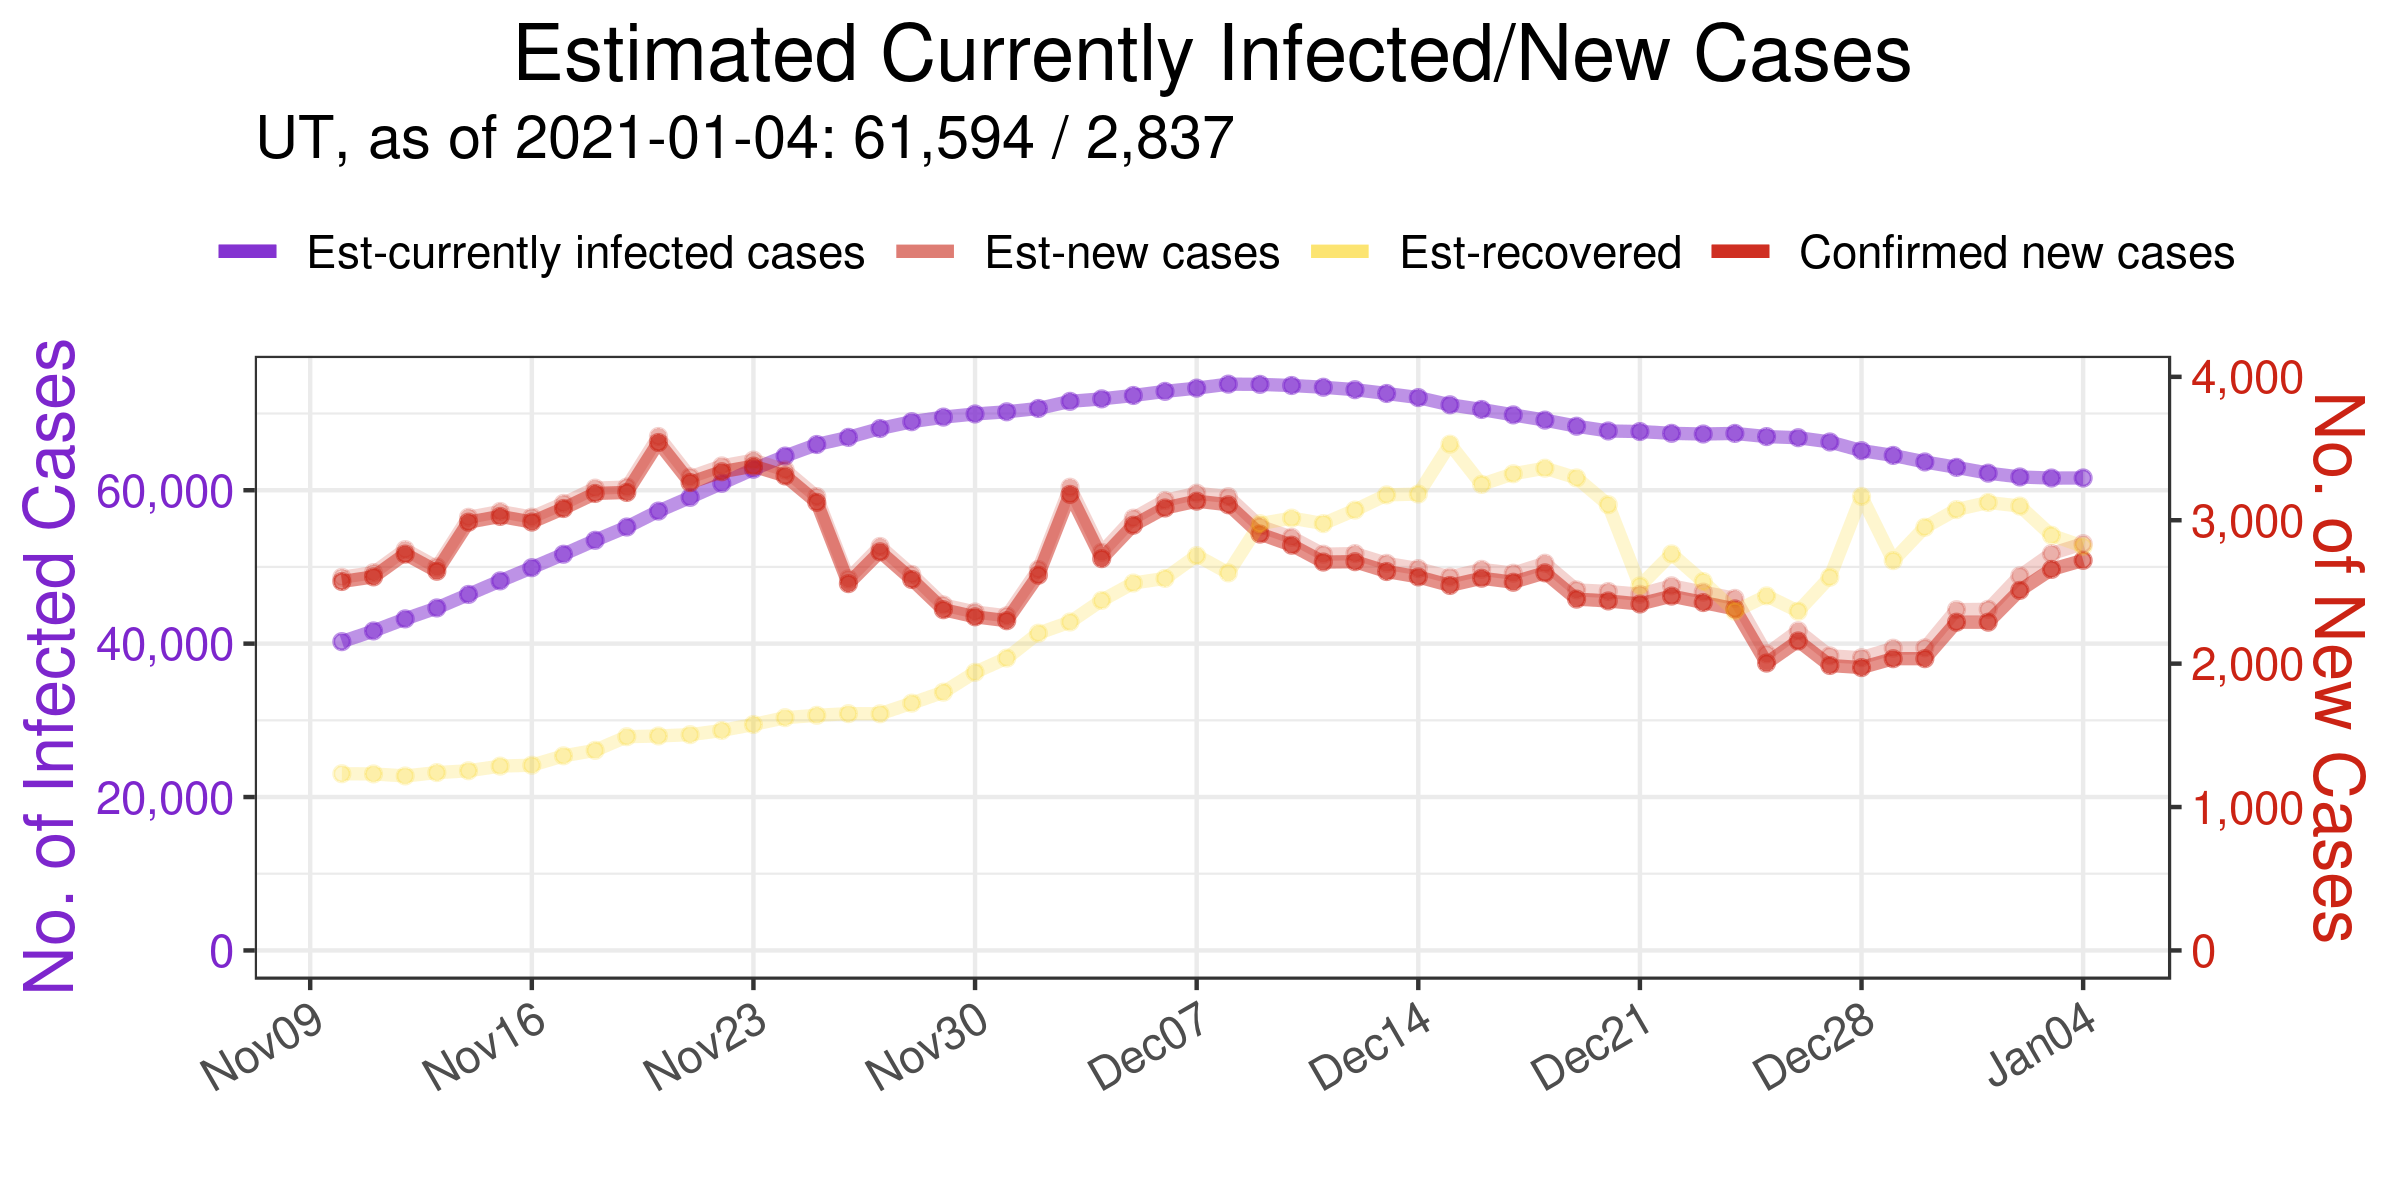 Estimated Currently Infected/New Cases
UT, as of 2021-01-04: 61,594 / 2,837
Est-currently infected cases
Est-new cases
Est-recovered
Confirmed new cases
No. of Infected Cases
60,000
40,000
20,000
0
4,000
3,000
2,000
1,000
0
No. of New Cases
Nov09
Nov16
Nov23
Nov30
Dec07
Dec14
Dec21
Dec28
Jan04